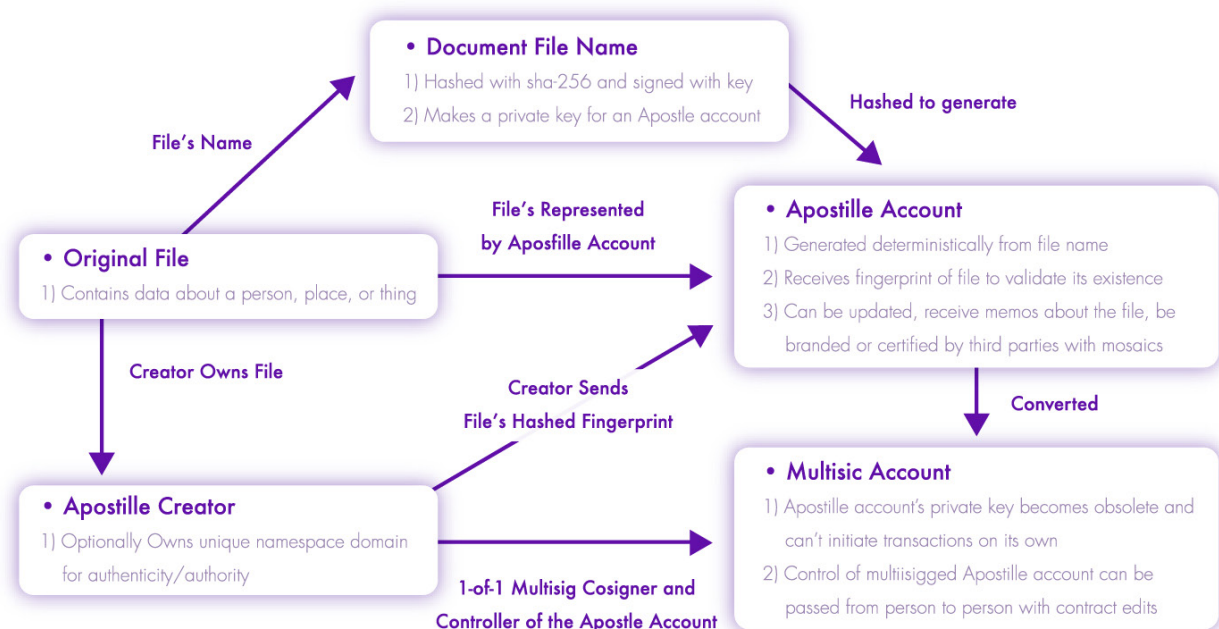 • Document File Name
1) Hashed with sha-256 and signed with key
2) Makes a private key for an Apostle account
File's Name
Hashed to generate
• Original File
1) Contains data about a person, place, or thing
File's Represented
by Aposfille Account
• Apostille Account
1) Generated deterministically from file name
2) Receives fingerprint of file to validate its existence
3) Can be updated, receive memos about the file, be
branded or certified by third parties with mosaics
Creator Owns File
Creator Sends
File's Hashed Fingerprint
Converted
• Apostille Creator
1) Optionally Owns unique namespace domain
for authenticity/authority
1-of-1 Multisig Cosigner and
Controller of the Apostle Account
• Multisic Account
1) Apostille account's private key becomes obsolete and
can't initiate transactions on its own
2) Control of multiisigged Apostille account can be
passed from person to person with contract edits